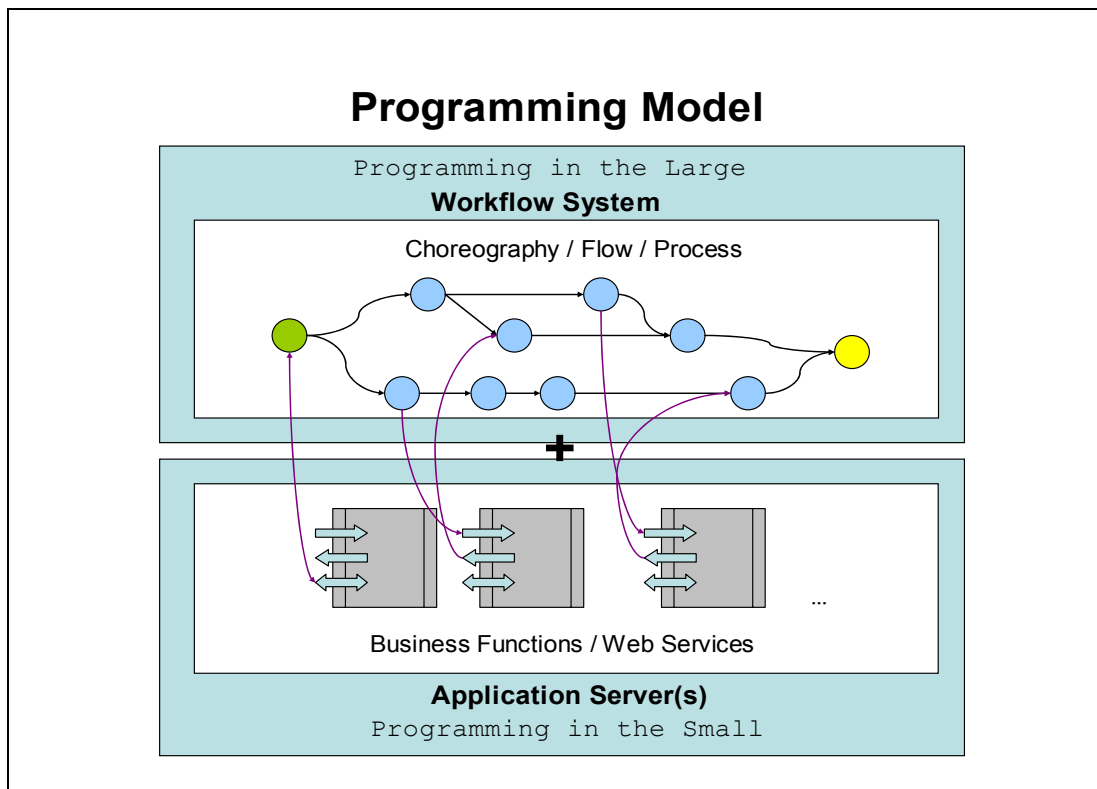 Programming Model
Programming in the Large
Workflow System
Choreography / Flow / Process
+
...
Business Functions / Web Services
Application Server(s)
Programming in the Small